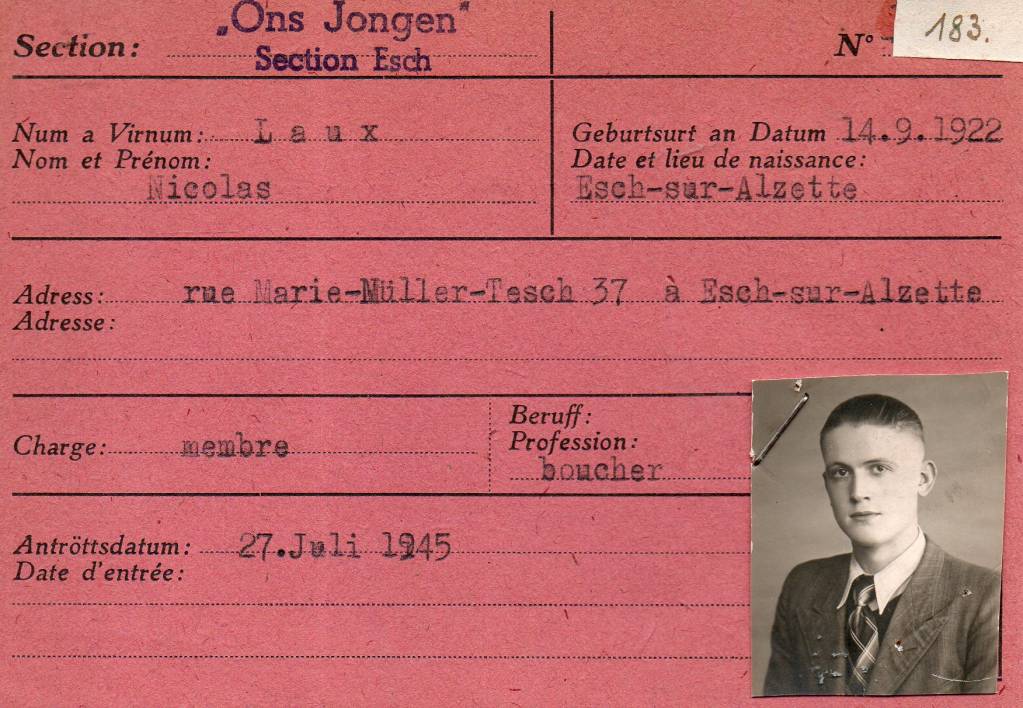 „Ons Jongen"
Section: Section Esch
N° 183.
Num a Virnum: Laux
Nom et Prénom:
Nicolas
Geburtsurt an Datum 14.9.1922
Date et lieu de naissance:
Esch-sur-Alzette
Adress: rue Marie-Müller-Tesch 37 à Esch-sur-Alzette
Adresse:
Charge: membre
Beruff:
Profession:
boucher
Antröttsdatum: 27.Juli 1945
Date d'entrée: